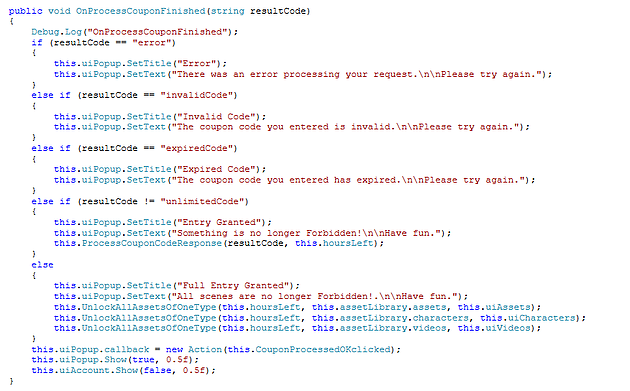 public void OnProcessCouponFinished(string resultCode)
{
Debug.Log("OnProcessCouponFinished");
if (resultCode == "error")
{
this.uiPopup.SetTitle("Error");
this.uiPopup.SetText("There was an error processing your request.\n\nPlease try again.");
}
else if (resultCode == "invalidCode")
{
this.uiPopup.SetTitle("Invalid Code");
this.uiPopup.SetText("The coupon code you entered is invalid.\n\nPlease try again.");
}
else if (resultCode == "expiredCode")
{
this.uiPopup.SetTitle("Expired Code");
this.uiPopup.SetText("The coupon code you entered has expired.\n\nPlease try again.");
}
else if (resultCode != "unlimitedCode")
{
this.uiPopup.SetTitle("Entry Granted");
this.uiPopup.SetText("Something is no longer Forbidden!\n\nHave fun.");
this.ProcessCouponCodeResponse(resultCode, this.hoursLeft);
}
else
{
this.uiPopup.SetTitle("Full Entry Granted");
this.uiPopup.SetText("All scenes are no longer Forbidden!.\n\nHave fun.");
this.UnlockAllAssetsOfOneType(this.hoursLeft, this.assetLibrary.assets, this.uiAssets);
this.UnlockAllAssetsOfOneType(this.hoursLeft, this.assetLibrary.characters, this.uiCharacters);
this.UnlockAllAssetsOfOneType(this.hoursLeft, this.assetLibrary.videos, this.uiVideos);
}
this.uiPopup.callback = new Action(this.CouponProcessedOKclicked);
this.uiPopup.Show(true, 0.5f);
this.uiAccount.Show(false, 0.5f);
}